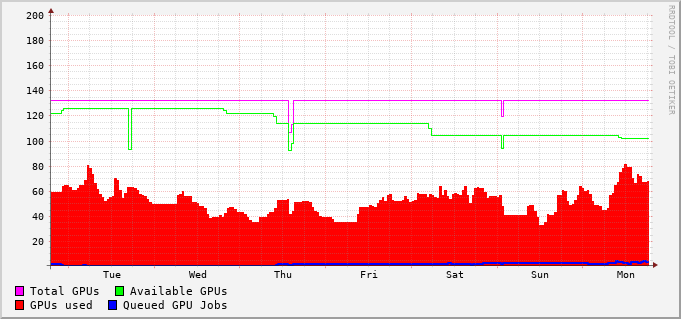 RRDTOOL / TOBI OETIKER
200
180
160
140
120
100
80
60
40
20
Tue Wed Thu Fri Sat Sun Mon
Total GPUs Available GPUs
GPUs used Queued GPU Jobs